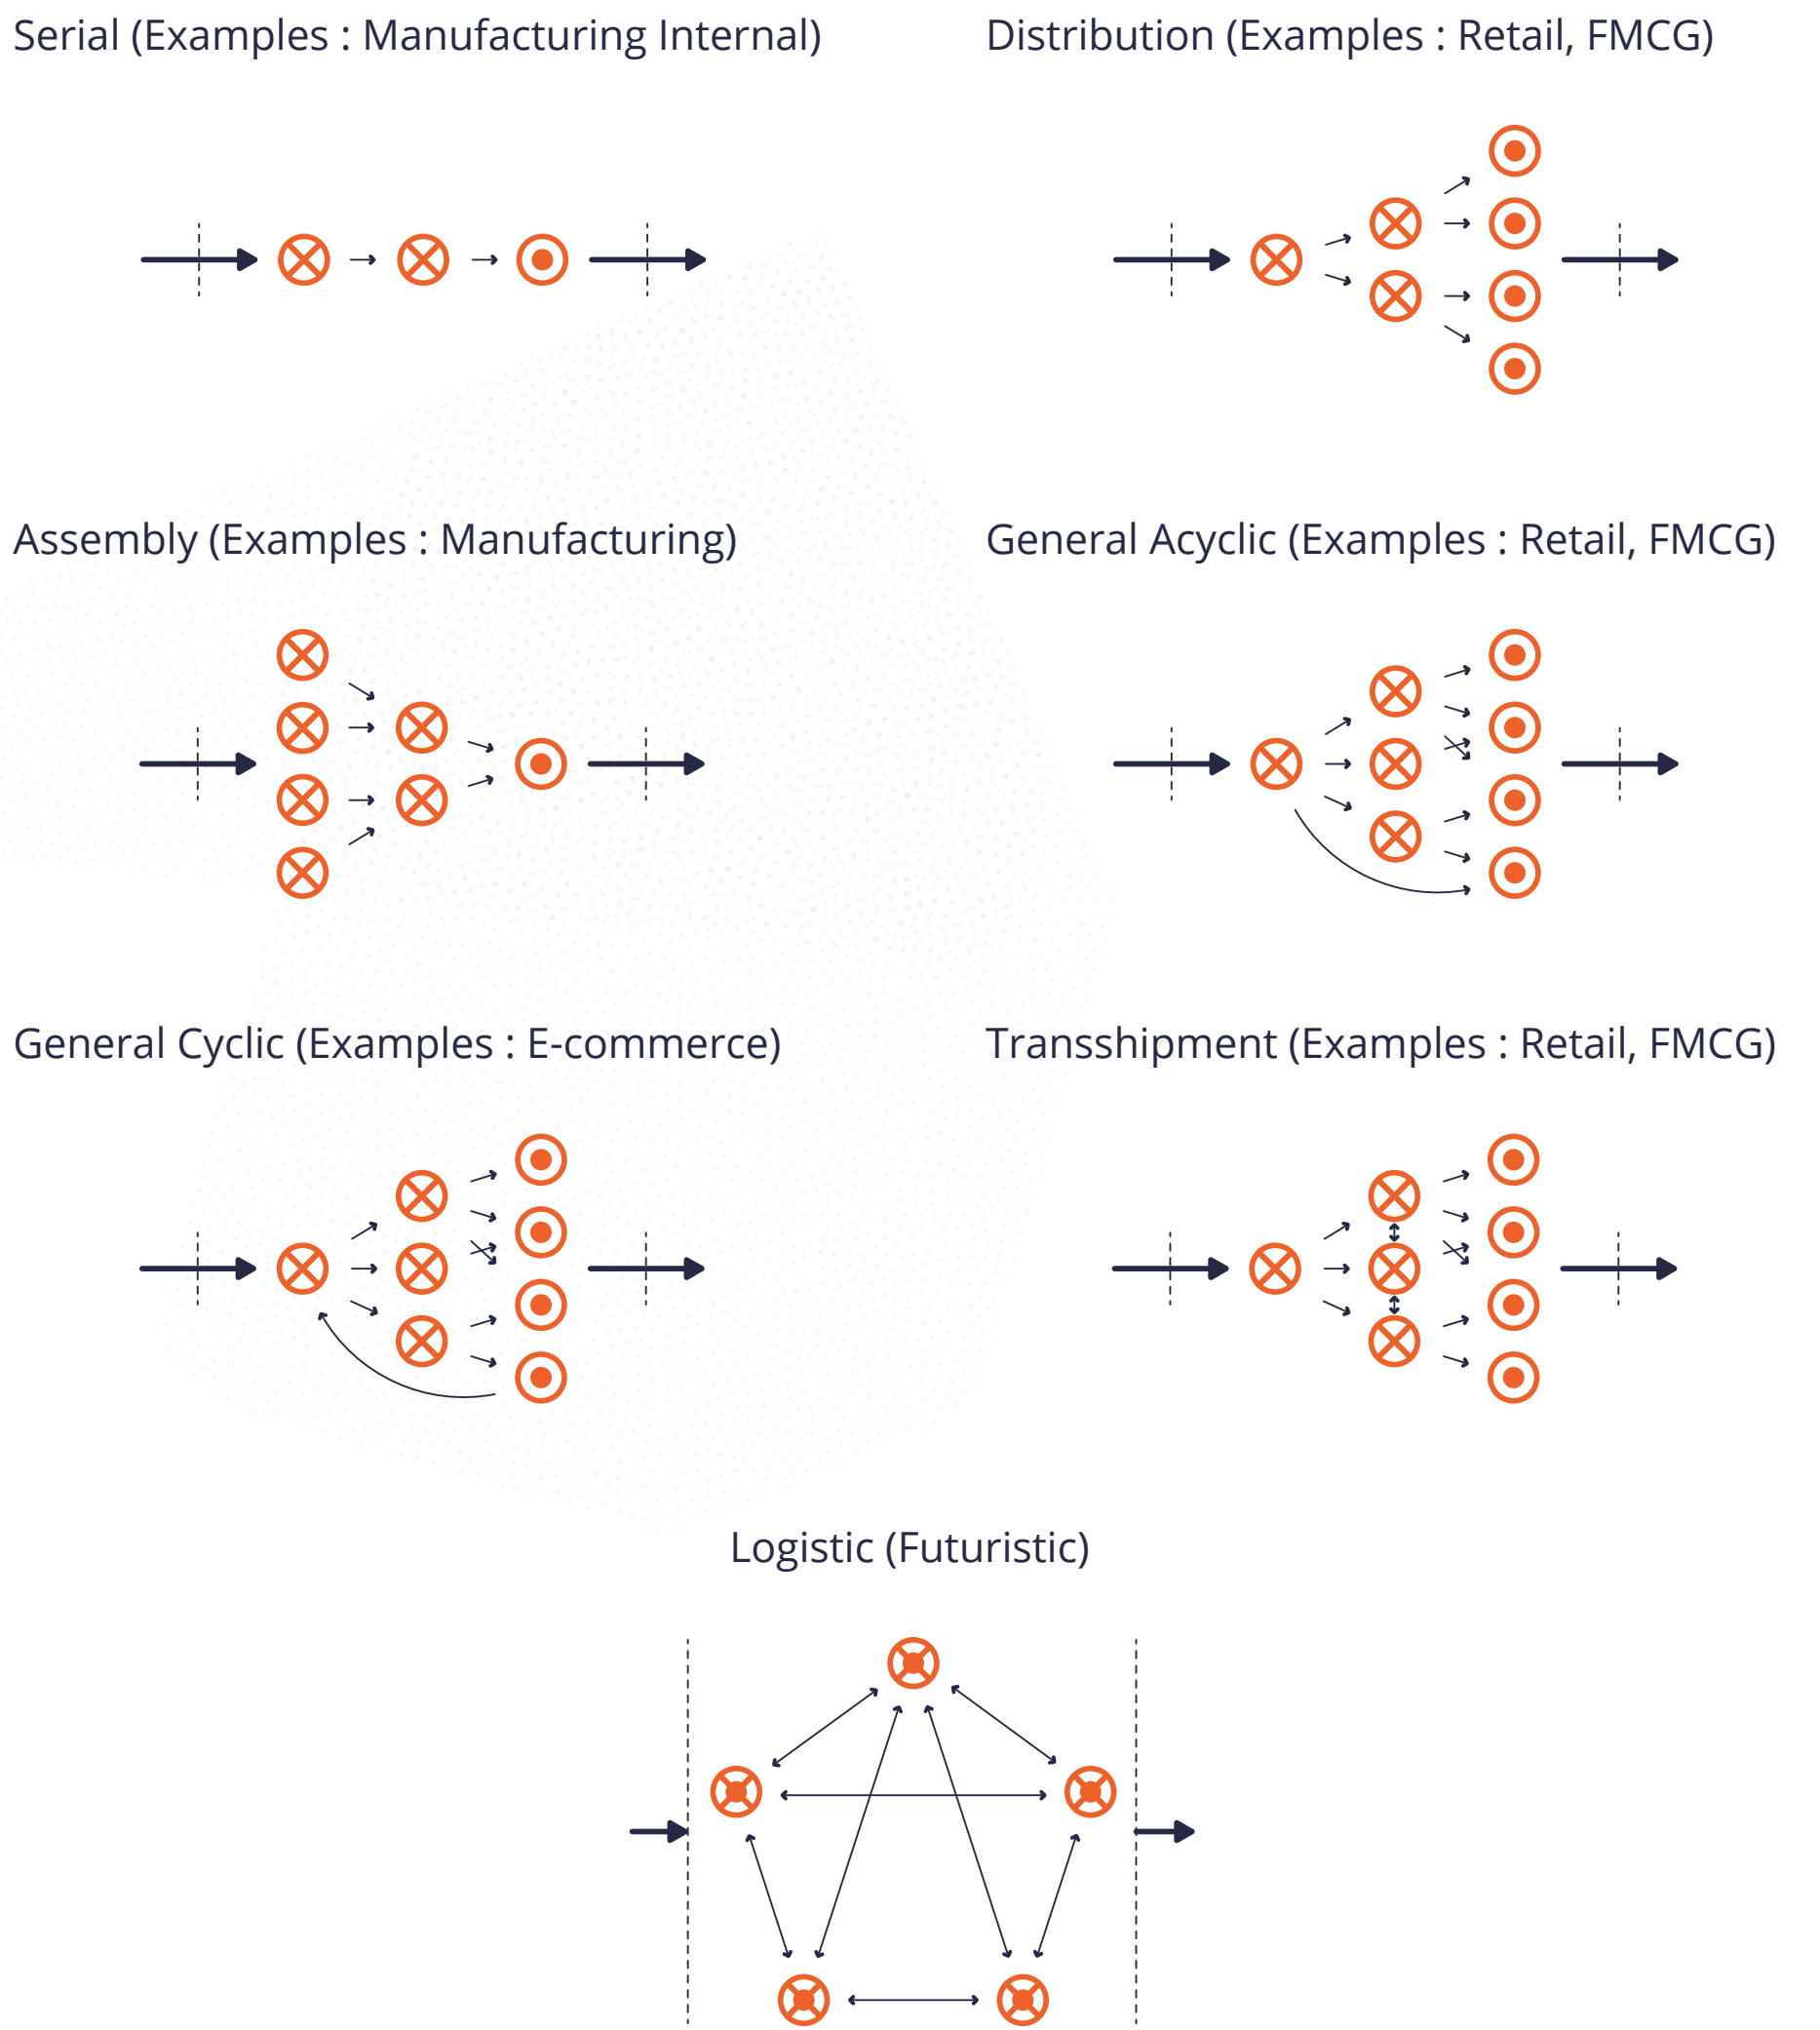 Serial (Examples : Manufacturing Internal)
Distribution (Examples : Retail, FMCG)
Assembly (Examples : Manufacturing)
General Acyclic (Examples : Retail, FMCG)
General Cyclic (Examples : E-commerce)
Transshipment (Examples : Retail, FMCG)
Logistic (Futuristic)